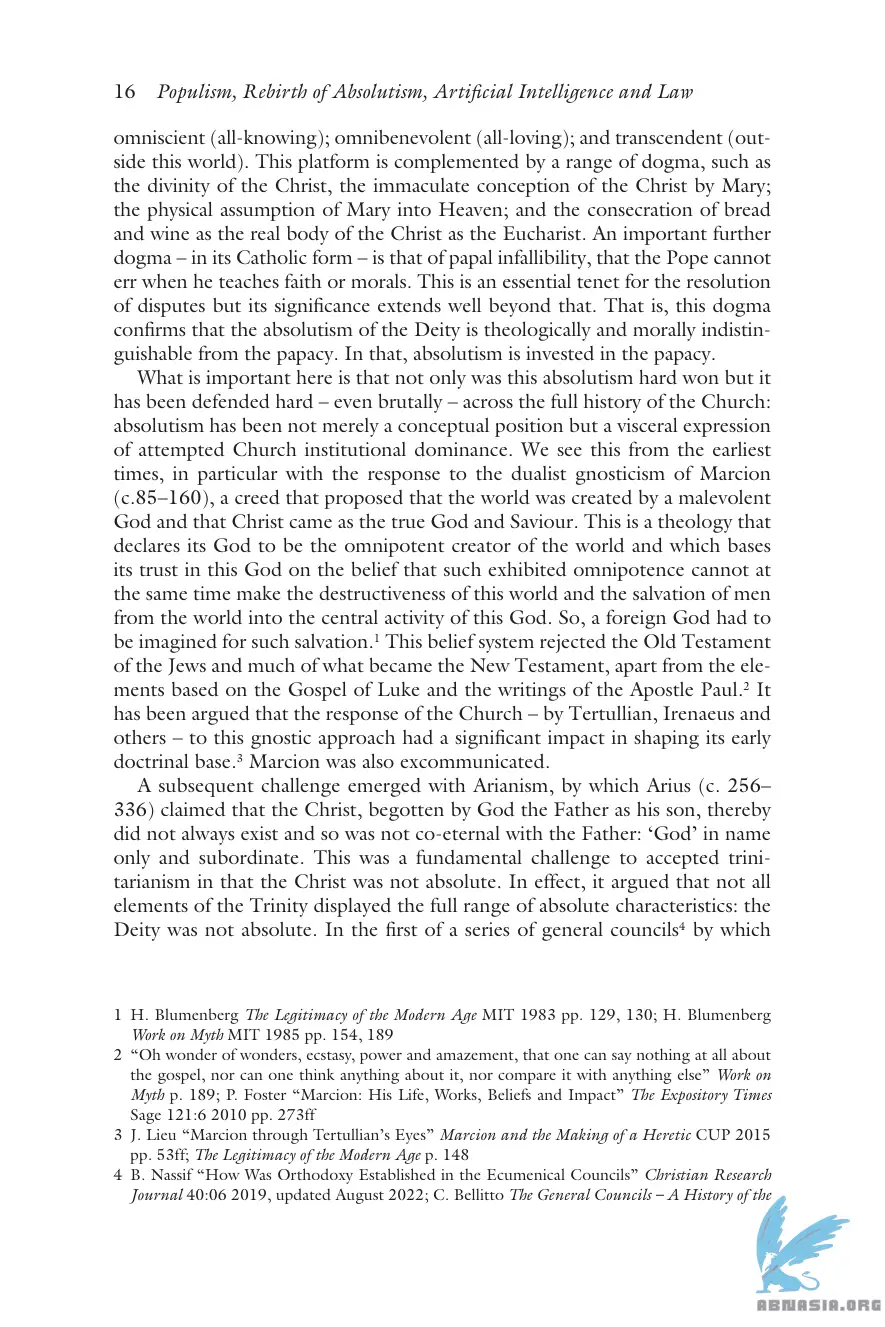 16 Populism, Rebirth of Absolutism, Artificial Intelligence and Law
omniscient (all-knowing); omnibenevolent (all-loving); and transcendent (out-
side this world). This platform is complemented by a range of dogma, such as
the divinity of the Christ, the immaculate conception of the Christ by Mary;
the physical assumption of Mary into Heaven; and the consecration of bread
and wine as the real body of the Christ as the Eucharist. An important further
dogma – in its Catholic form – is that of papal infallibility, that the Pope cannot
err when he teaches faith or morals. This is an essential tenet for the resolution
of disputes but its significance extends well beyond that. That is, this dogma
confirms that the absolutism of the Deity is theologically and morally indistin-
guishable from the papacy. In that, absolutism is invested in the papacy.
What is important here is that not only was this absolutism hard won but it
has been defended hard – even brutally – across the full history of the Church:
absolutism has been not merely a conceptual position but a visceral expression
of attempted Church institutional dominance. We see this from the earliest
times, in particular with the response to the dualist gnosticism of Marcion
(c.85–160), a creed that proposed that the world was created by a malevolent
God and that Christ came as the true God and Saviour. This is a theology that
declares its God to be the omnipotent creator of the world and which bases
its trust in this God on the belief that such exhibited omnipotence cannot at
the same time make the destructiveness of this world and the salvation of men
from the world into the central activity of this God. So, a foreign God had to
be imagined for such salvation.¹ This belief system rejected the Old Testament
of the Jews and much of what became the New Testament, apart from the ele-
ments based on the Gospel of Luke and the writings of the Apostle Paul.² It
has been argued that the response of the Church – by Tertullian, Irenaeus and
others – to this gnostic approach had a significant impact in shaping its early
doctrinal base.³ Marcion was also excommunicated.
A subsequent challenge emerged with Arianism, by which Arius (c. 256–
336) claimed that the Christ, begotten by God the Father as his son, thereby
did not always exist and so was not co-eternal with the Father: ‘God’ in name
only and subordinate. This was a fundamental challenge to accepted trini-
tarianism in that the Christ was not absolute. In effect, it argued that not all
elements of the Trinity displayed the full range of absolute characteristics: the
Deity was not absolute. In the first of a series of general councils⁴ by which
1 H. Blumenberg The Legitimacy of the Modern Age MIT 1983 pp. 129, 130; H. Blumenberg
Work on Myth MIT 1985 pp. 154, 189
2 “Oh wonder of wonders, ecstasy, power and amazement, that one can say nothing at all about
the gospel, nor can one think anything about it, nor compare it with anything else” Work on
Myth p. 189; P. Foster “Marcion: His Life, Works, Beliefs and Impact” The Expository Times
Sage 121:6 2010 pp. 273ff
3 J. Lieu “Marcion through Tertullian’s Eyes” Marcion and the Making of a Heretic CUP 2015
pp. 53ff; The Legitimacy of the Modern Age p. 148
4 B. Nassif “How Was Orthodoxy Established in the Ecumenical Councils” Christian Research
Journal 40:06 2019, updated August 2022; C. Bellitto The General Councils – A History of the
ABNASIA.ORG